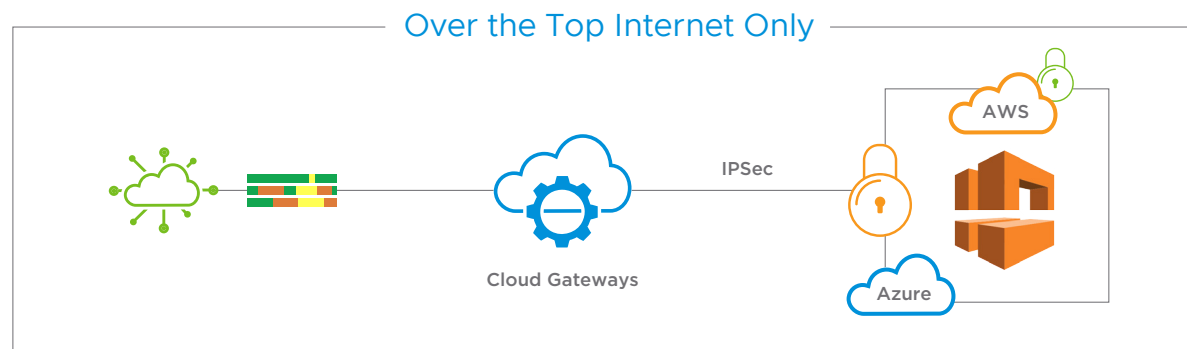 Over the Top Internet Only
AWS
IPSec
Cloud Gateways
Azure